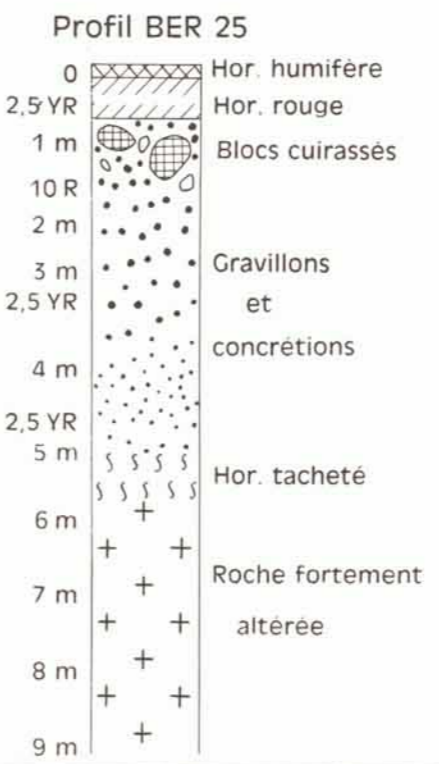 Profil BER 25
0 Hor. humifère
2,5 YR Hor. rouge
1 m Blocs cuirassés
10 R
2 m
3 m Gravillons
2,5 YR et
concrétions
4 m
2,5 YR
5 m
Hor. tacheté
6 m
Roche fortement
7 m
altérée
8 m
9 m